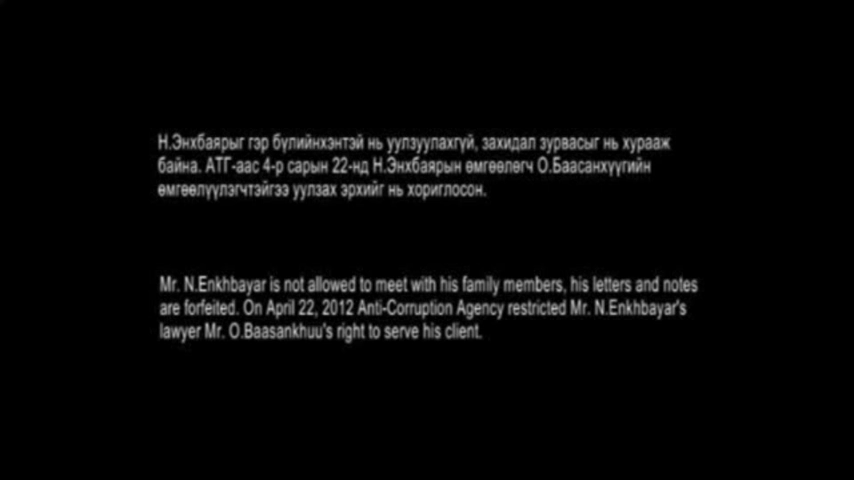 Н.Энхбаярыг гэр бүлийнхэнтэй нь уулзуулахгүй, захидал зурвасыг нь хурааж
байна. АТГ-аас 4-р сарын 22-нд Н.Энхбаярын өмгөөлөгч О.Баасанхүүгийн
өмгөөлүүлэгчтэйгээ уулзах эрхийг нь хориглосон.
Mr. N.Enkhbayar is not allowed to meet with his family members, his letters and notes
are forfeited. On April 22, 2012 Anti-Corruption Agency restricted Mr. N.Enkhbayar's
lawyer Mr. O.Baasankhuu's right to serve his client.